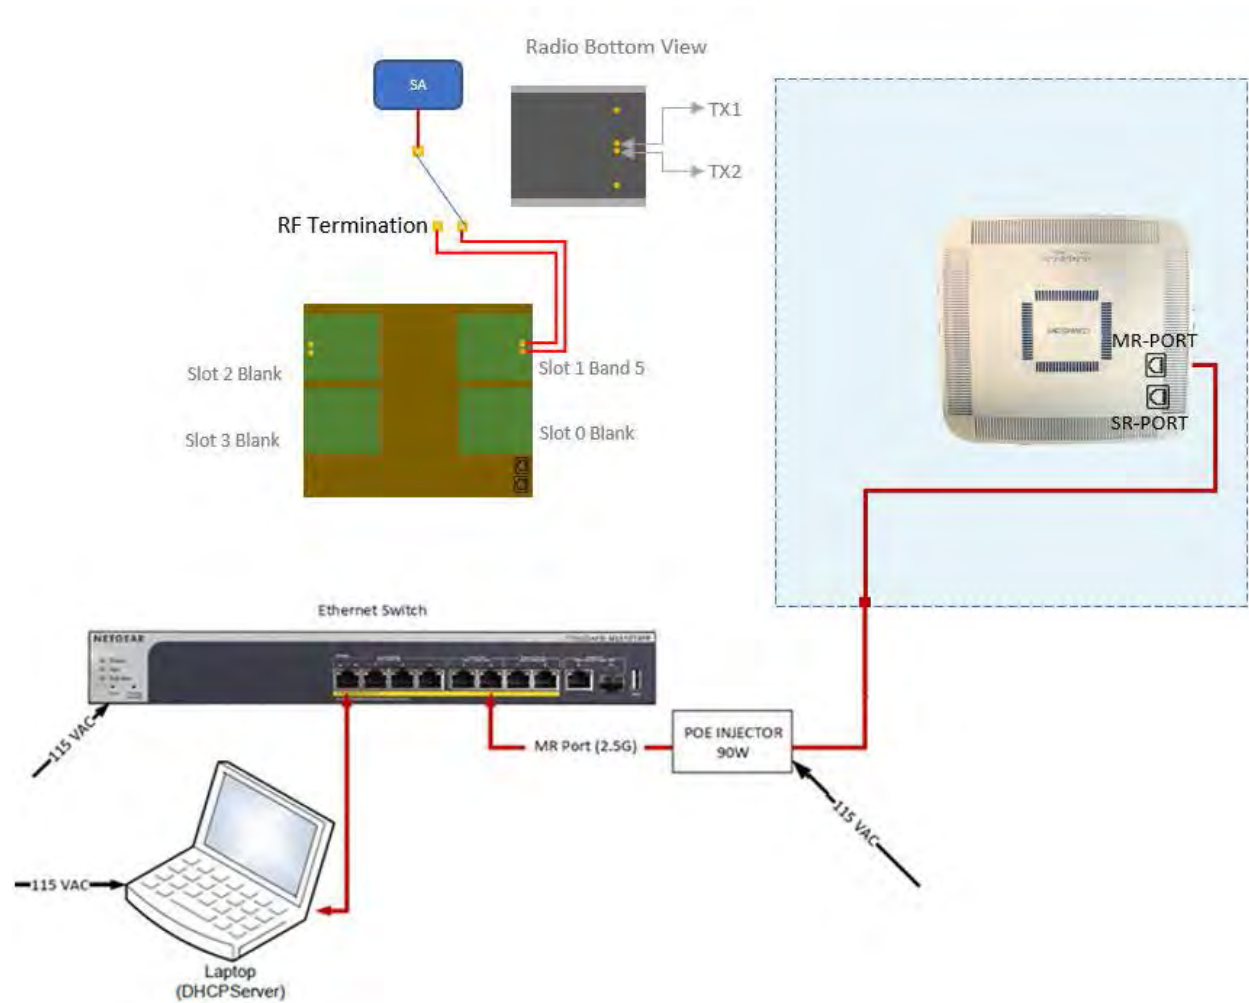 Radio Bottom View
SA
TX1
TX2
RF Termination
MR-PORT
SR-PORT
Slot 2 Blank
Slot 1 Band 5
Slot 3 Blank
Slot 0 Blank
Ethernet Switch
NETGEAR
115 VAC
MR Port (2.5G)
POE INJECTOR
90W
115 VAC
115 VAC
Laptop
(DHCPServer)